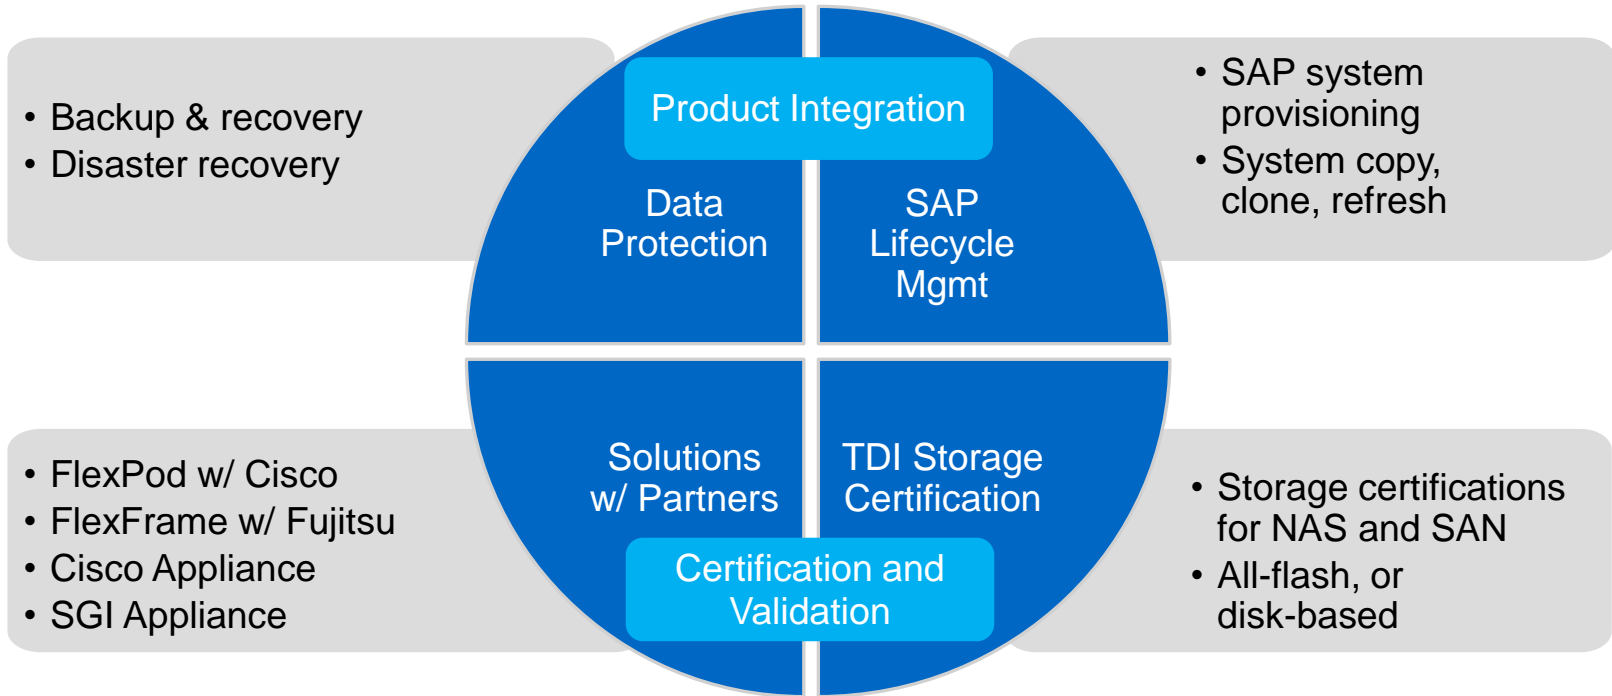 • Backup & recovery
• Disaster recovery
Product Integration
Data
Protection
SAP
Lifecycle
Mgmt
• SAP system
provisioning
• System copy,
clone, refresh
• FlexPod w/ Cisco
• FlexFrame w/ Fujitsu
• Cisco Appliance
• SGI Appliance
Solutions
w/ Partners
TDI Storage
Certification
Certification and
Validation
• Storage certifications
for NAS and SAN
• All-flash, or
disk-based